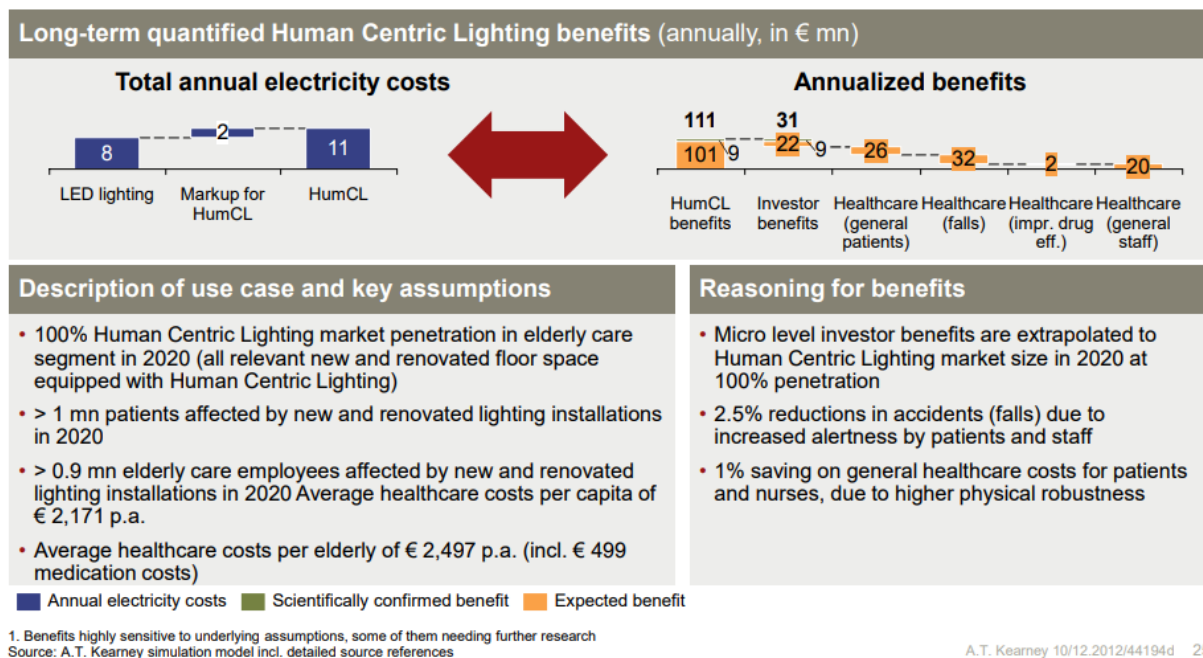 Long-term quantified Human Centric Lighting benefits (annually, in € mn)
Total annual electricity costs
8
2
11
LED lighting
Markup for
HumCL
HumCL
Annualized benefits
111
101
9
31
22
9
26
32
2
20
HumCL
benefits
Investor
benefits
Healthcare
(general
patients)
Healthcare
(falls)
Healthcare
(impr. drug
eff.)
Healthcare
(general
staff)
Description of use case and key assumptions
• 100% Human Centric Lighting market penetration in elderly care
segment in 2020 (all relevant new and renovated floor space
equipped with Human Centric Lighting)
• > 1 mn patients affected by new and renovated lighting installations
in 2020
• > 0.9 mn elderly care employees affected by new and renovated
lighting installations in 2020 Average healthcare costs per capita of
€ 2,171 p.a.
• Average healthcare costs per elderly of € 2,497 p.a. (incl. € 499
medication costs)
Reasoning for benefits
• Micro level investor benefits are extrapolated to
Human Centric Lighting market size in 2020 at
100% penetration
• 2.5% reductions in accidents (falls) due to
increased alertness by patients and staff
• 1% saving on general healthcare costs for patients
and nurses, due to higher physical robustness
Annual electricity costs
Scientifically confirmed benefit
Expected benefit
1. Benefits highly sensitive to underlying assumptions, some of them needing further research
Source: A.T. Kearney simulation model incl. detailed source references
A.T. Kearney 10/12.2012/44194d